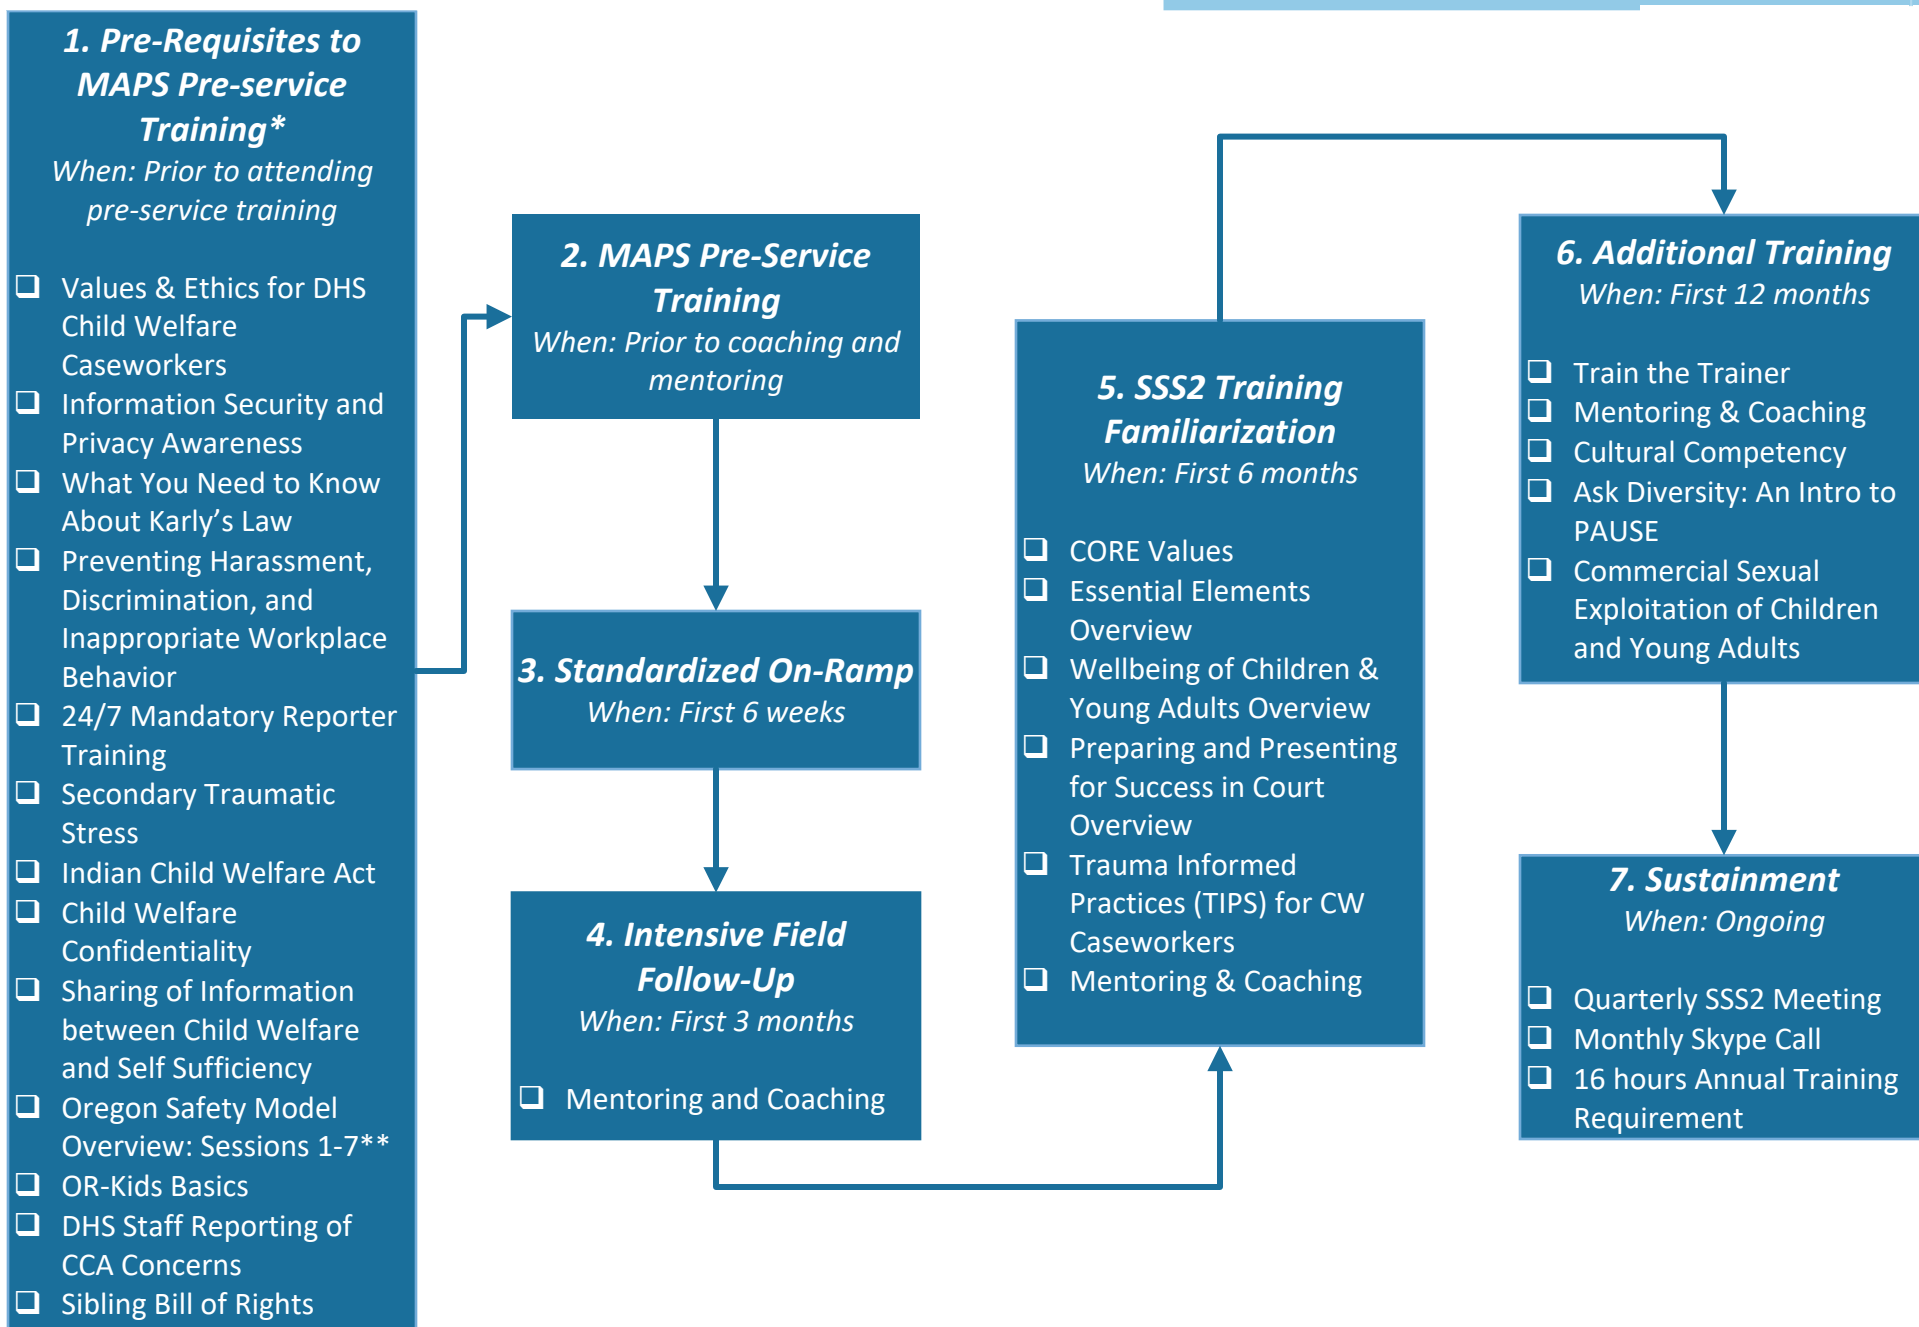 1. Pre-Requisites to
MAPS Pre-service
Training*
When: Prior to attending
pre-service training
❑ Values & Ethics for DHS
Child Welfare
Caseworkers
❑ Information Security and
Privacy Awareness
❑ What You Need to Know
About Karly’s Law
❑ Preventing Harassment,
Discrimination, and
Inappropriate Workplace
Behavior
❑ 24/7 Mandatory Reporter
Training
❑ Secondary Traumatic
Stress
❑ Indian Child Welfare Act
❑ Child Welfare
Confidentiality
❑ Sharing of Information
between Child Welfare
and Self Sufficiency
❑ Oregon Safety Model
Overview: Sessions 1-7**
❑ OR-Kids Basics
❑ DHS Staff Reporting of
CCA Concerns
❑ Sibling Bill of Rights
2. MAPS Pre-Service
Training
When: Prior to coaching and
mentoring
3. Standardized On-Ramp
When: First 6 weeks
4. Intensive Field
Follow-Up
When: First 3 months
❑ Mentoring and Coaching
5. SSS2 Training
Familiarization
When: First 6 months
❑ CORE Values
❑ Essential Elements
Overview
❑ Wellbeing of Children &
Young Adults Overview
❑ Preparing and Presenting
for Success in Court
Overview
❑ Trauma Informed
Practices (TIPS) for CW
Caseworkers
❑ Mentoring & Coaching
6. Additional Training
When: First 12 months
❑ Train the Trainer
❑ Mentoring & Coaching
❑ Cultural Competency
❑ Ask Diversity: An Intro to
PAUSE
❑ Commercial Sexual
Exploitation of Children
and Young Adults
7. Sustainment
When: Ongoing
❑ Quarterly SSS2 Meeting
❑ Monthly Skype Call
❑ 16 hours Annual Training
Requirement